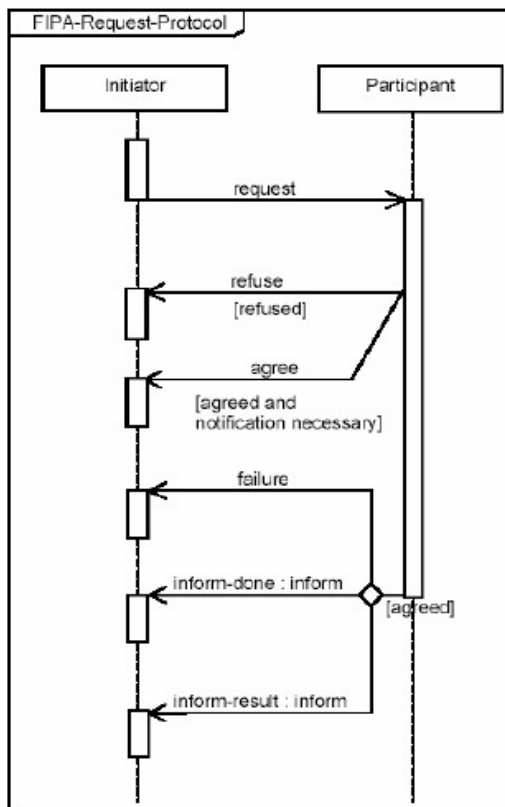 FIPA-Request-Protocol
Initiator
Participant
request
refuse
[refused]
agree
[agreed and
notification necessary]
failure
inform-done : inform
[agreed]
inform-result : inform